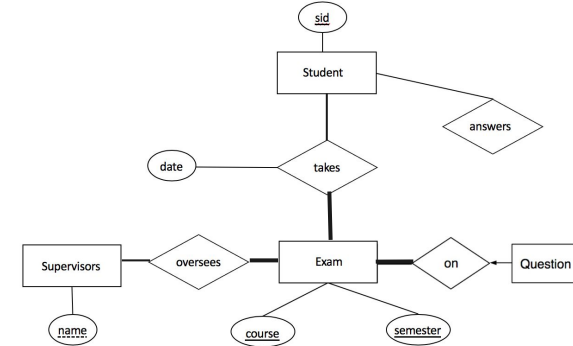 sid
Student
answers
date
takes
Supervisors
oversees
Exam
on
Question
name
course
semester